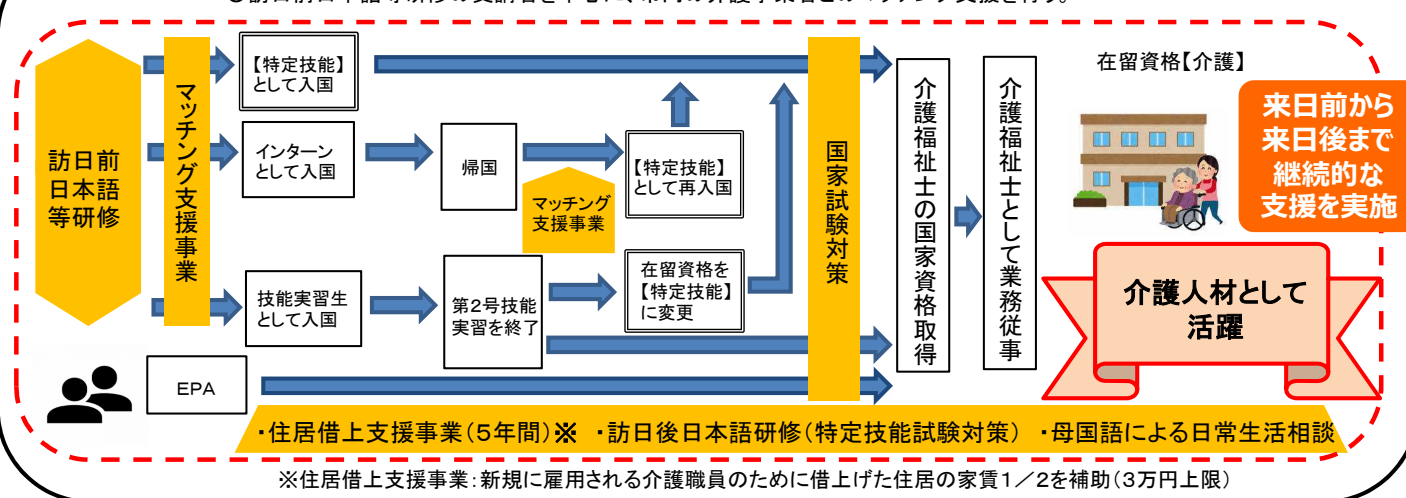 訪日前
日本語
等研修
マッチング支援事業
【特定技能】
として入国
インターン
として入国
帰国
マッチング
支援事業
【特定技能】
として再入国
技能実習生
として入国
第2号技能
実習を終了
在留資格を
【特定技能】
に変更
EPA
国家試験対策
介護福祉士の国家資格取得
介護福祉士として業務従事
在留資格【介護】
来日前から
来日後まで
継続的な
支援を実施
介護人材として
活躍
・住居借上支援事業(5年間)※ ・訪日後日本語研修(特定技能試験対策) ・母国語による日常生活相談
※住居借上支援事業:新規に雇用される介護職員のために借上げた住居の家賃1/2を補助(3万円上限)